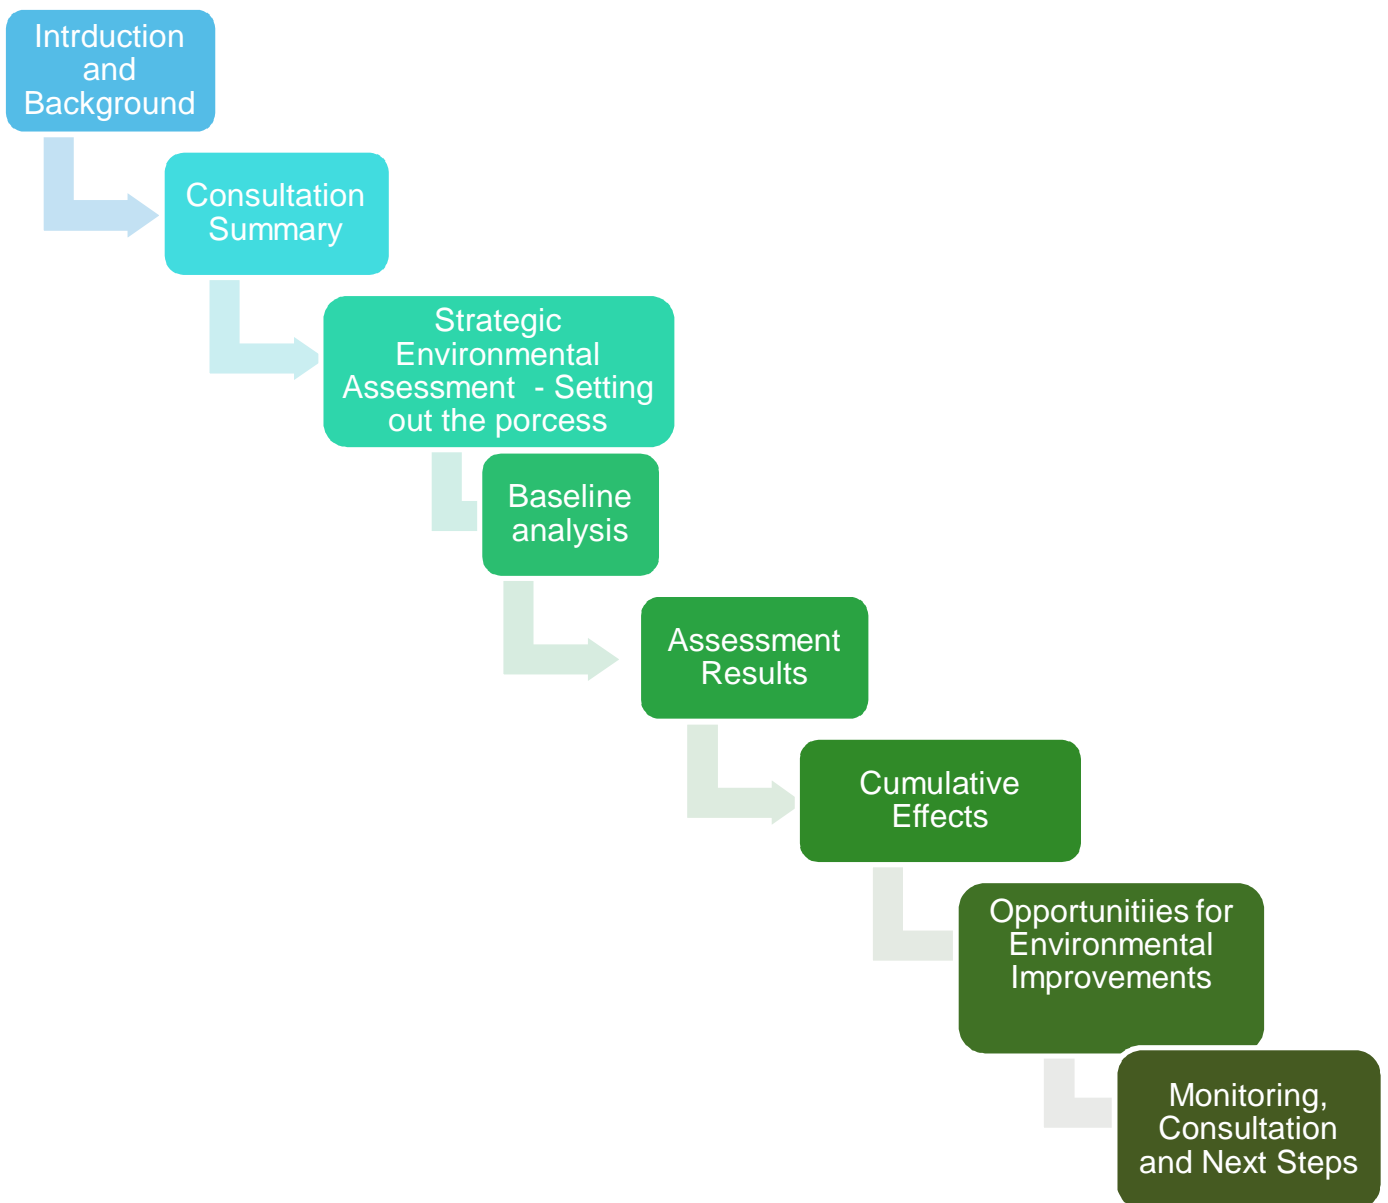 Intrduction
and
Background
Consultation
Summary
Strategic
Environmental
Assessment  - Setting
out the porcess
Baseline
analysis
Assessment
Results
Cumulative
Effects
Opportunitiies for
Environmental
Improvements
Monitoring,
Consultation
and Next Steps